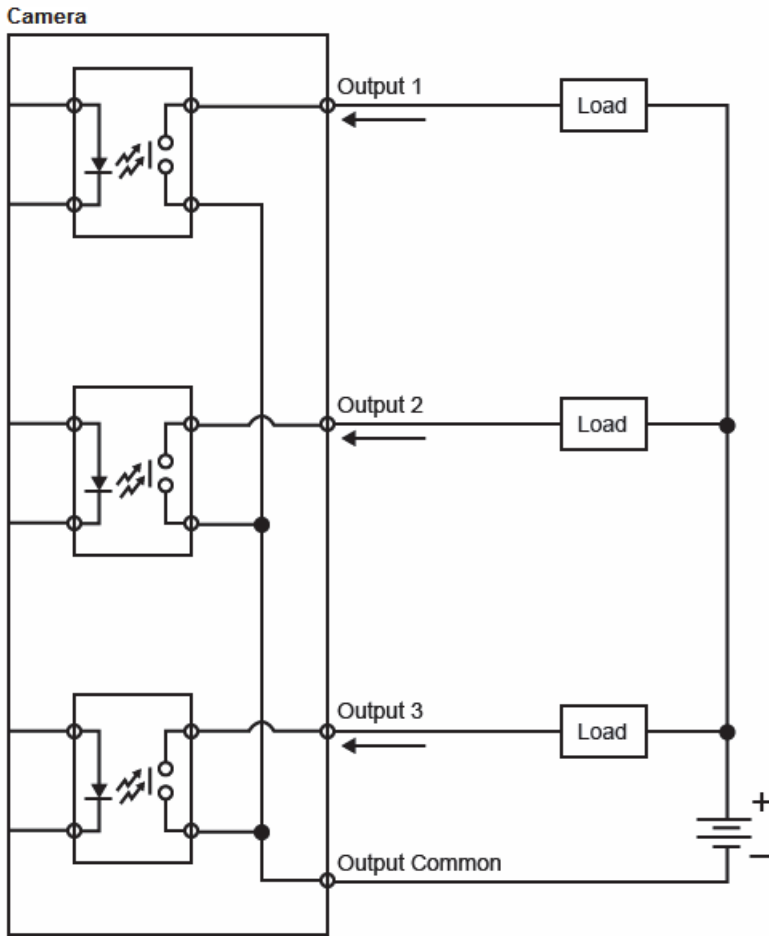 Camera
Output 1
Load
Output 2
Load
Output 3
Load
+
Output Common
−